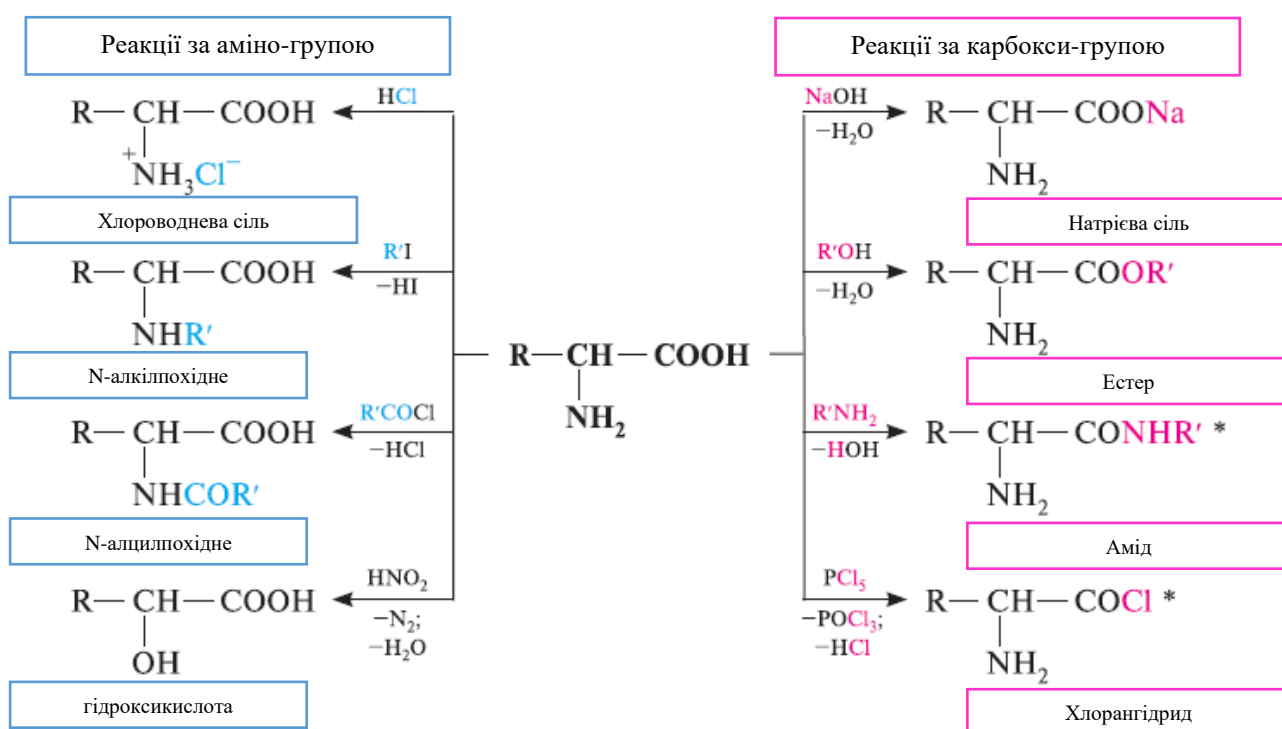 Реакції за аміно-групою
HCl
R—CH—COOH
+
NH₃Cl⁻
Хлороводнева сіль
R'I
−HI
R—CH—COOH
NHR'
N-алкілпохідне
R'COCl
−HCl
R—CH—COOH
NHCOR'
N-алцилпохідне
HNO₂
−N₂;
−H₂O
R—CH—COOH
OH
гідроксикислота
R—CH—COOH
NH₂
Реакції за карбокси-групою
NaOH
−H₂O
R—CH—COONa
NH₂
Натрієва сіль
R'OH
−H₂O
R—CH—COOR'
NH₂
Естер
R'NH₂
−HOH
R—CH—CONHR' *
NH₂
Амід
PCl₅
−POCl₃;
−HCl
R—CH—COCl *
NH₂
Хлорангідрид